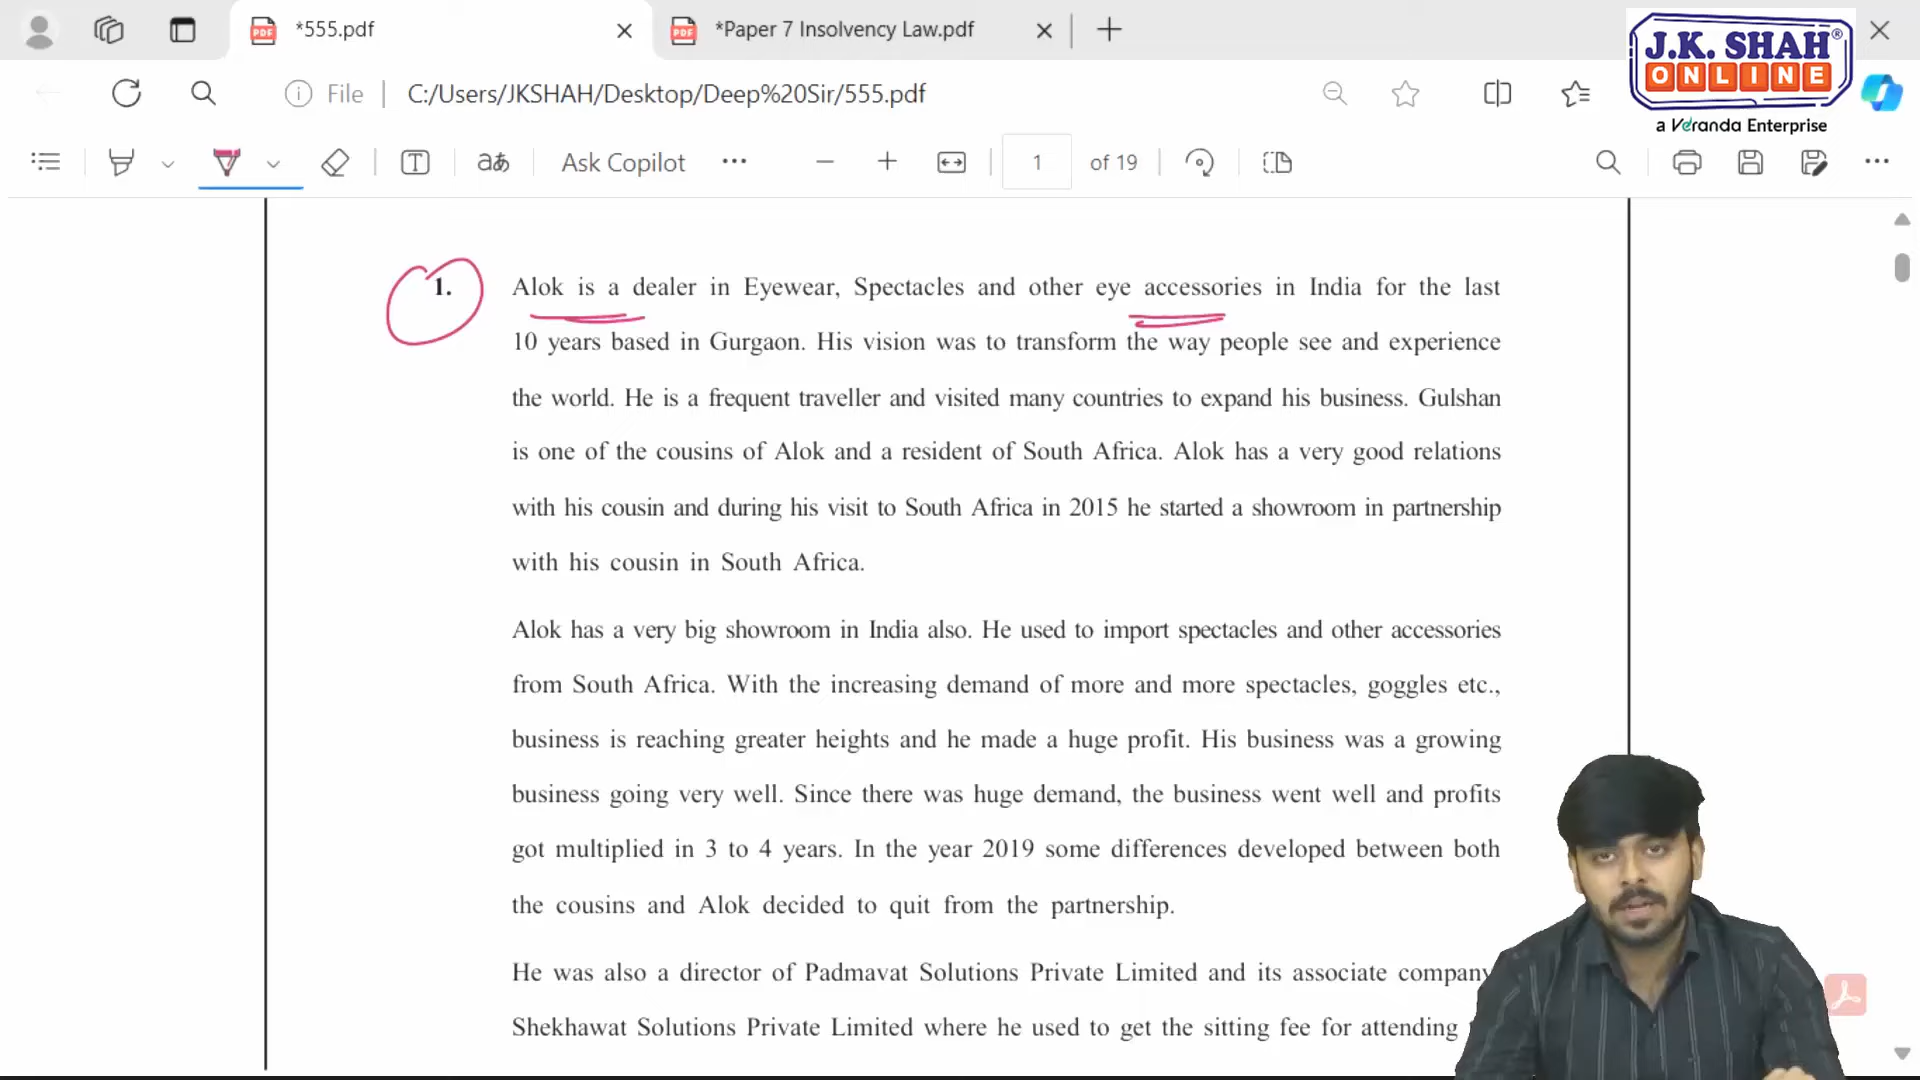 *555.pdf
*Paper 7 Insolvency Law.pdf
J.K. SHAH®
ONLINE
a Veranda Enterprise
File
C:/Users/JKSHAH/Desktop/Deep%20Sir/555.pdf
Ask Copilot
1
of 19
1. Alok is a dealer in Eyewear, Spectacles and other eye accessories in India for the last
10 years based in Gurgaon. His vision was to transform the way people see and experience
the world. He is a frequent traveller and visited many countries to expand his business. Gulshan
is one of the cousins of Alok and a resident of South Africa. Alok has a very good relations
with his cousin and during his visit to South Africa in 2015 he started a showroom in partnership
with his cousin in South Africa.
Alok has a very big showroom in India also. He used to import spectacles and other accessories
from South Africa. With the increasing demand of more and more spectacles, goggles etc.,
business is reaching greater heights and he made a huge profit. His business was a growing
business going very well. Since there was huge demand, the business went well and profits
got multiplied in 3 to 4 years. In the year 2019 some differences developed between both
the cousins and Alok decided to quit from the partnership.
He was also a director of Padmavat Solutions Private Limited and its associate company
Shekhawat Solutions Private Limited where he used to get the sitting fee for attending